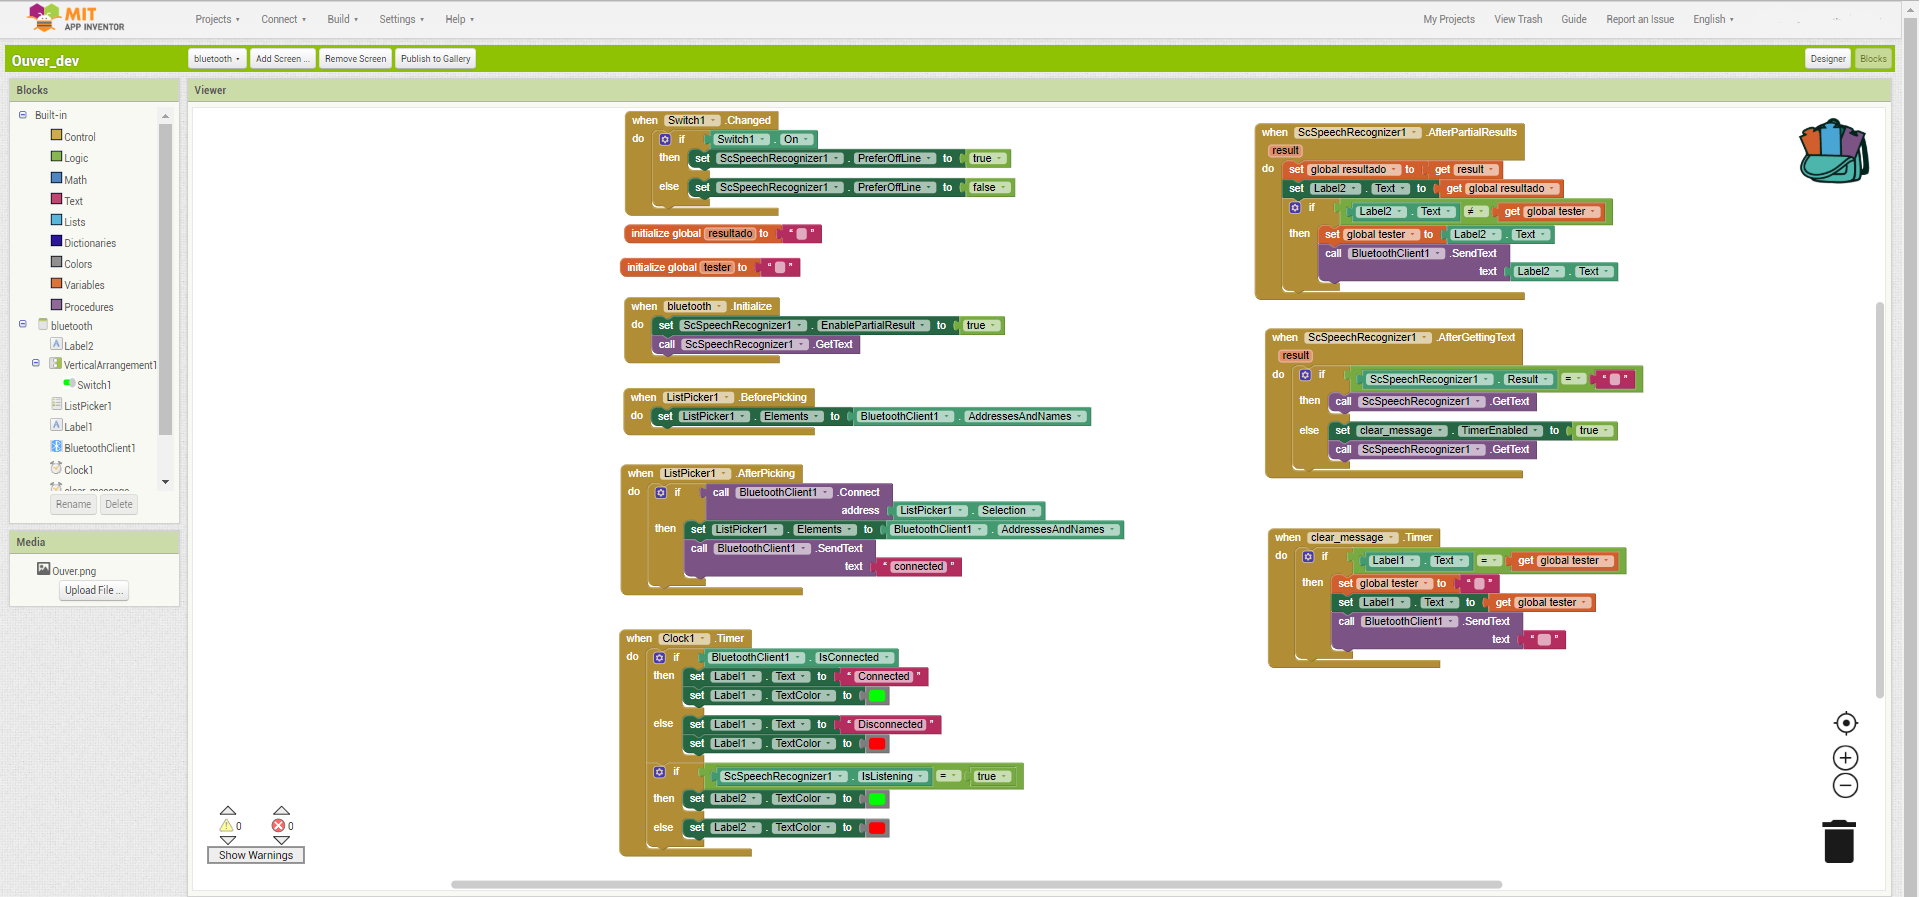 MIT
APP INVENTOR
Projects Connect Build Settings Help
My Projects View Trash Guide Report an Issue English
Ouver_dev
bluetooth Add Screen ... Remove Screen Publish to Gallery
Designer Blocks
Blocks
Viewer
Built-in
Control
Logic
Math
Text
Lists
Dictionaries
Colors
Variables
Procedures
bluetooth
Label2
VerticalArrangement1
Switch1
ListPicker1
Label1
BluetoothClient1
Clock1
clear_message
Rename Delete
Media
Ouver.png
Upload File ...
when Switch1 .Changed
do if Switch1 . On
then set ScSpeechRecognizer1 . PreferOffLine to true
else set ScSpeechRecognizer1 . PreferOffLine to false
initialize global resultado to “ ”
initialize global tester to “ ”
when bluetooth .Initialize
do set ScSpeechRecognizer1 . EnablePartialResult to true
call ScSpeechRecognizer1 .GetText
when ListPicker1 .BeforePicking
do set ListPicker1 . Elements to BluetoothClient1 . AddressesAndNames
when ListPicker1 .AfterPicking
do if call BluetoothClient1 .Connect
address ListPicker1 . Selection
then set ListPicker1 . Elements to BluetoothClient1 . AddressesAndNames
call BluetoothClient1 .SendText
text “ connected ”
when Clock1 .Timer
do if BluetoothClient1 . IsConnected
then set Label1 . Text to “ Connected ”
set Label1 . TextColor to
else set Label1 . Text to “ Disconnected ”
set Label1 . TextColor to
if ScSpeechRecognizer1 . IsListening = true
then set Label2 . TextColor to
else set Label2 . TextColor to
when ScSpeechRecognizer1 .AfterPartialResults
result
do set global resultado to get result
set Label2 . Text to get global resultado
if Label2 . Text ≠ get global tester
then set global tester to Label2 . Text
call BluetoothClient1 .SendText
text Label2 . Text
when ScSpeechRecognizer1 .AfterGettingText
result
do if ScSpeechRecognizer1 . Result = “ ”
then call ScSpeechRecognizer1 .GetText
else set clear_message . TimerEnabled to true
call ScSpeechRecognizer1 .GetText
when clear_message .Timer
do if Label1 . Text = get global tester
then set global tester to “ ”
set Label1 . Text to get global tester
call BluetoothClient1 .SendText
text “ ”
0 0
Show Warnings